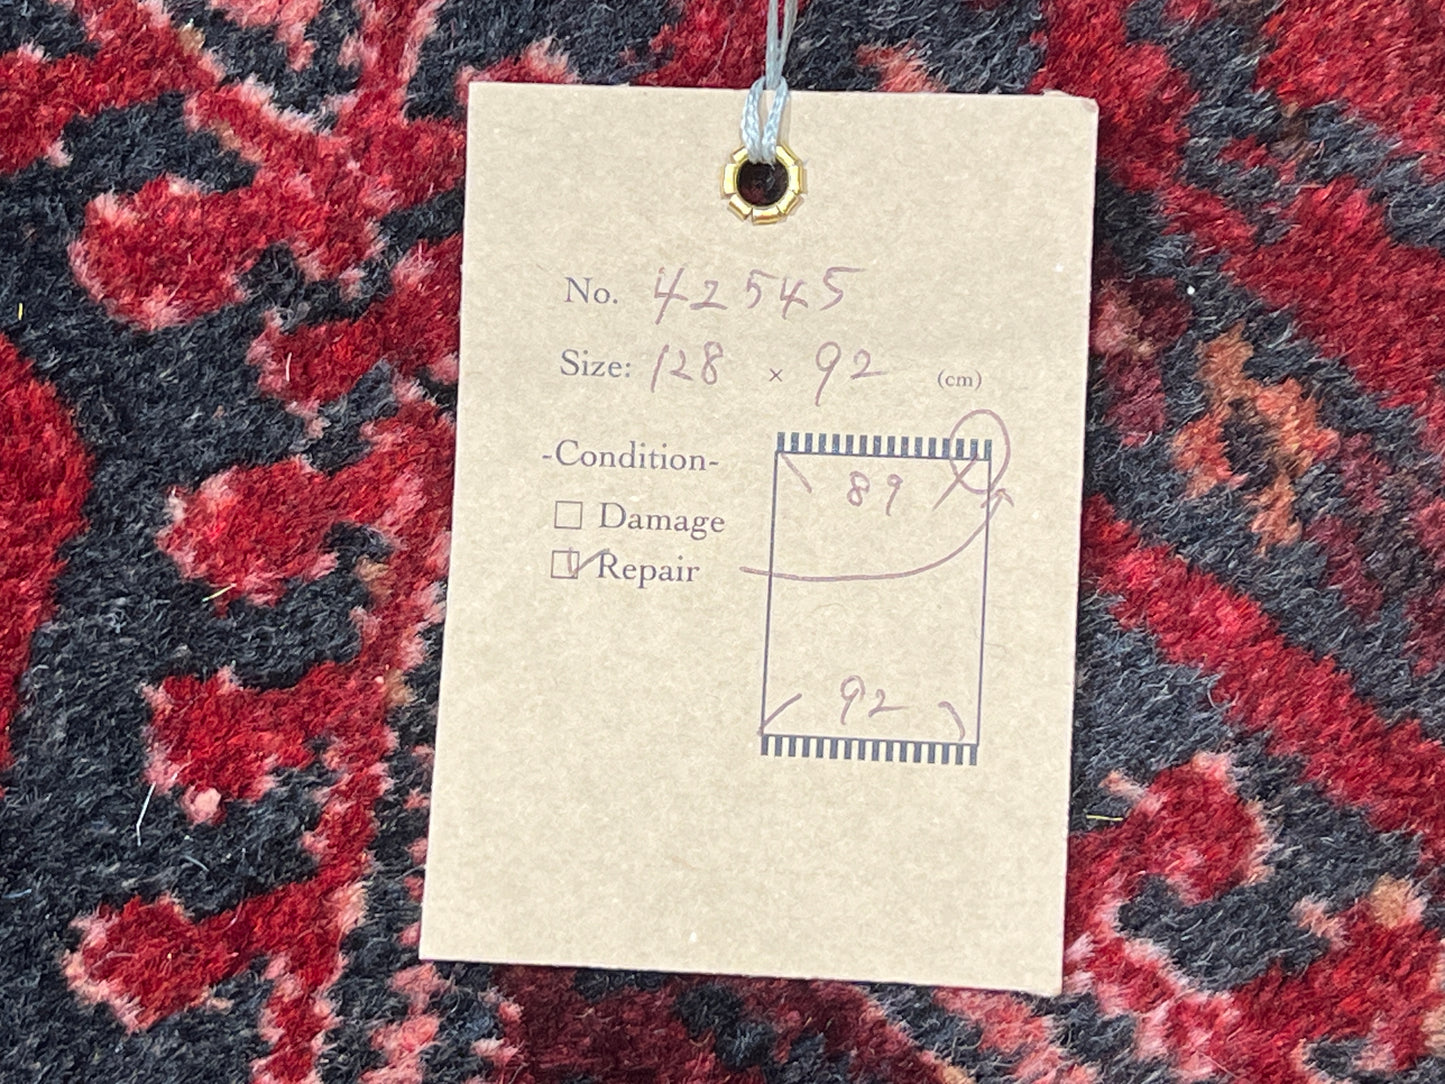 No. 42545
Size: 128 × 92 (cm)
-Condition-
Damage
Repair
89
92